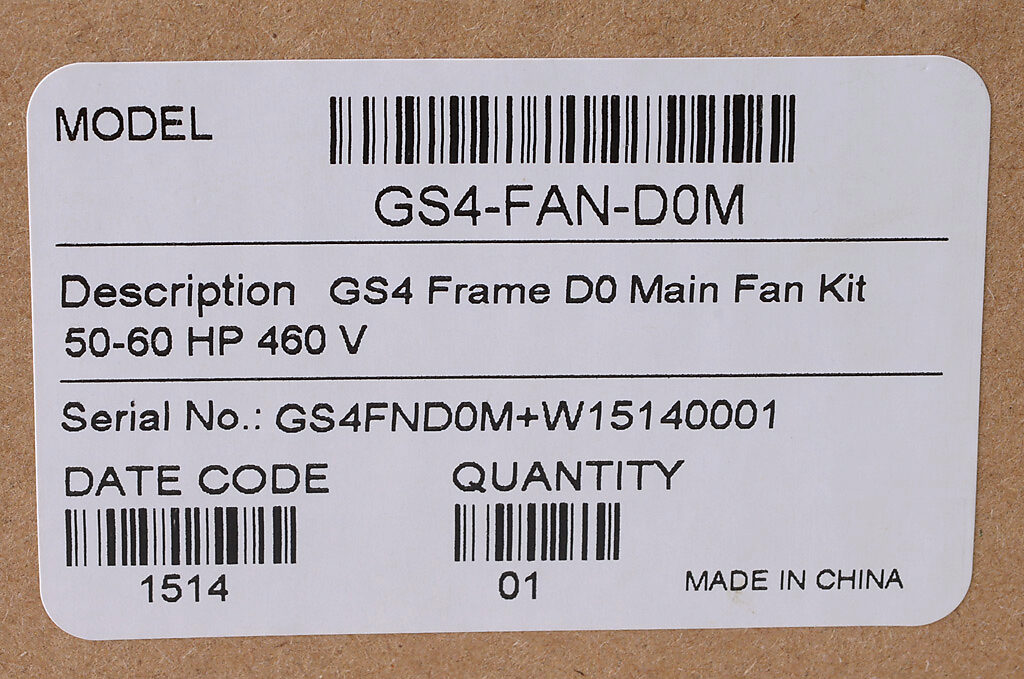 MODEL
GS4-FAN-D0M
Description GS4 Frame D0 Main Fan Kit
50-60 HP 460 V
Serial No.: GS4FND0M+W15140001
DATE CODE QUANTITY
1514 01 MADE IN CHINA